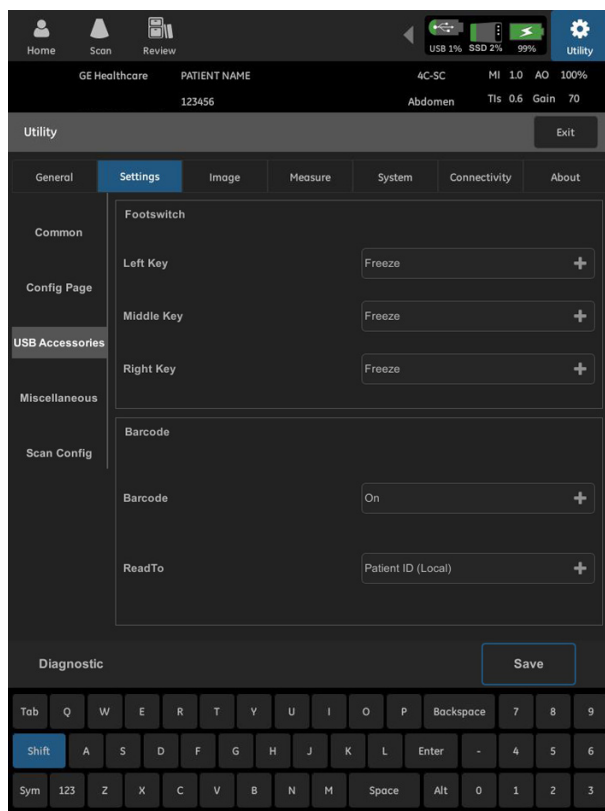 Home Scan Review USB 1% SSD 2% 99% Utility
GE Healthcare PATIENT NAME 4C-SC MI 1.0 AO 100%
123456 Abdomen TIs 0.6 Gain 70
Utility Exit
General Settings Image Measure System Connectivity About
Common
Config Page
USB Accessories
Miscellaneous
Scan Config
Footswitch
Left Key Freeze +
Middle Key Freeze +
Right Key Freeze +
Barcode
Barcode On +
ReadTo Patient ID (Local) +
Diagnostic Save
Tab Q W E R T Y U I O P Backspace 7 8 9
Shift A S D F G H J K L Enter - 4 5 6
Sym 123 Z X C V B N M Space Alt 0 1 2 3